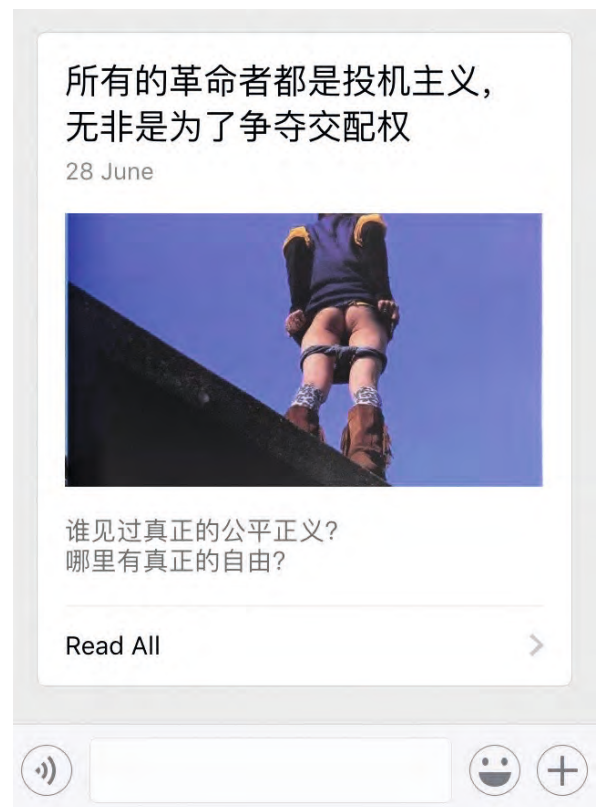 所有的革命者都是投机主义，
无非是为了争夺交配权
28 June
谁见过真正的公平正义?
哪里有真正的自由?
Read All